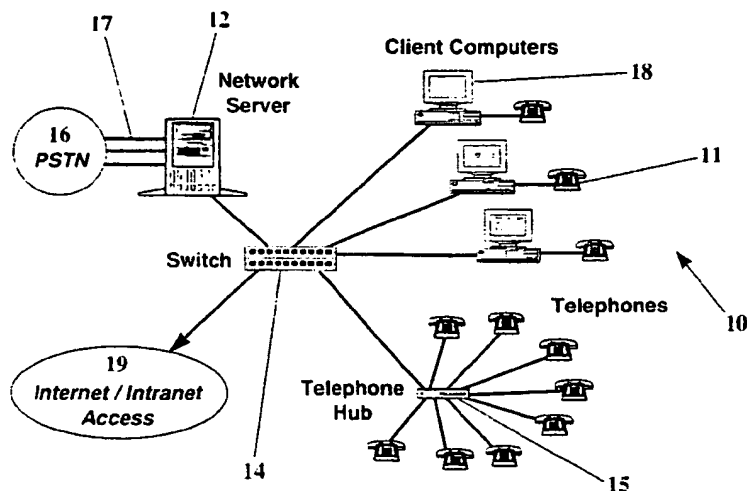 17
12
Client Computers
Network
Server
18
16
PSTN
11
Switch
Telephones
10
19
Internet / Intranet
Access
Telephone
Hub
14
15